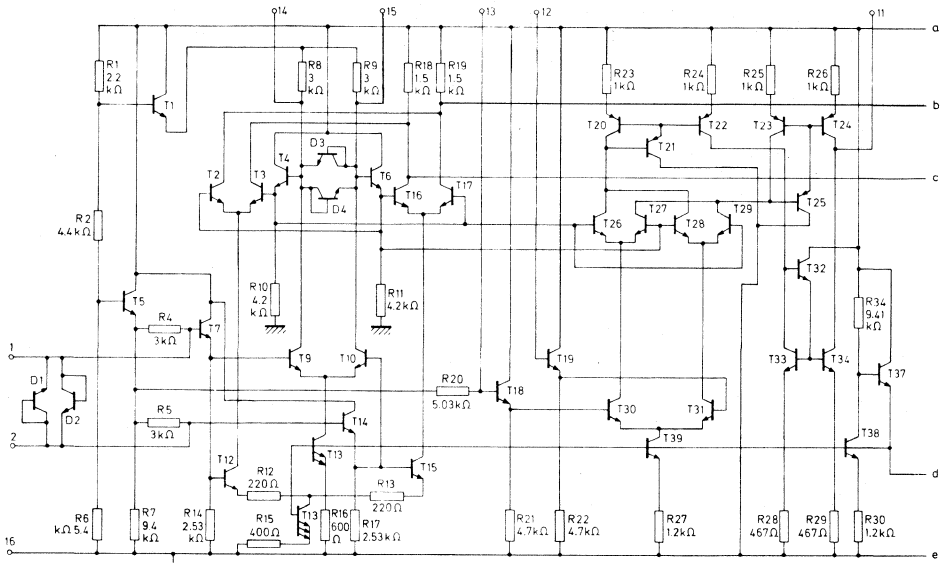 14 15 13 12 11
a
R1 2.2 kΩ
R8 3 kΩ
R9 3 kΩ
R18 1.5 kΩ
R19 1.5 kΩ
R23 1kΩ
R24 1kΩ
R25 1kΩ
R26 1kΩ
T1
b
T20 T22 T23 T24
T21
D3
T2 T3 T4 T6
c
T16 T17
D4
T25
R2 4.4kΩ
T26 T27 T28 T29
T32
R10 4.2 kΩ
R11 4.2kΩ
T5
R34 9.41 kΩ
R4 3kΩ
T7
1
T9 T10
T19
T33 T34
T37
D1
D2
R20 5.03kΩ
T18
T30 T31
R5 3kΩ
T14
2
T13
T39
T38
T12
R12 220Ω
R13 220Ω
T15
d
R6 kΩ 5.4
R7 9.4 kΩ
R14 2.53 kΩ
R15 400Ω
T13
R16 600 Ω
R17 2.53kΩ
R21 4.7kΩ
R22 4.7kΩ
R27 1.2kΩ
R28 467Ω
R29 467Ω
R30 1.2kΩ
16
e